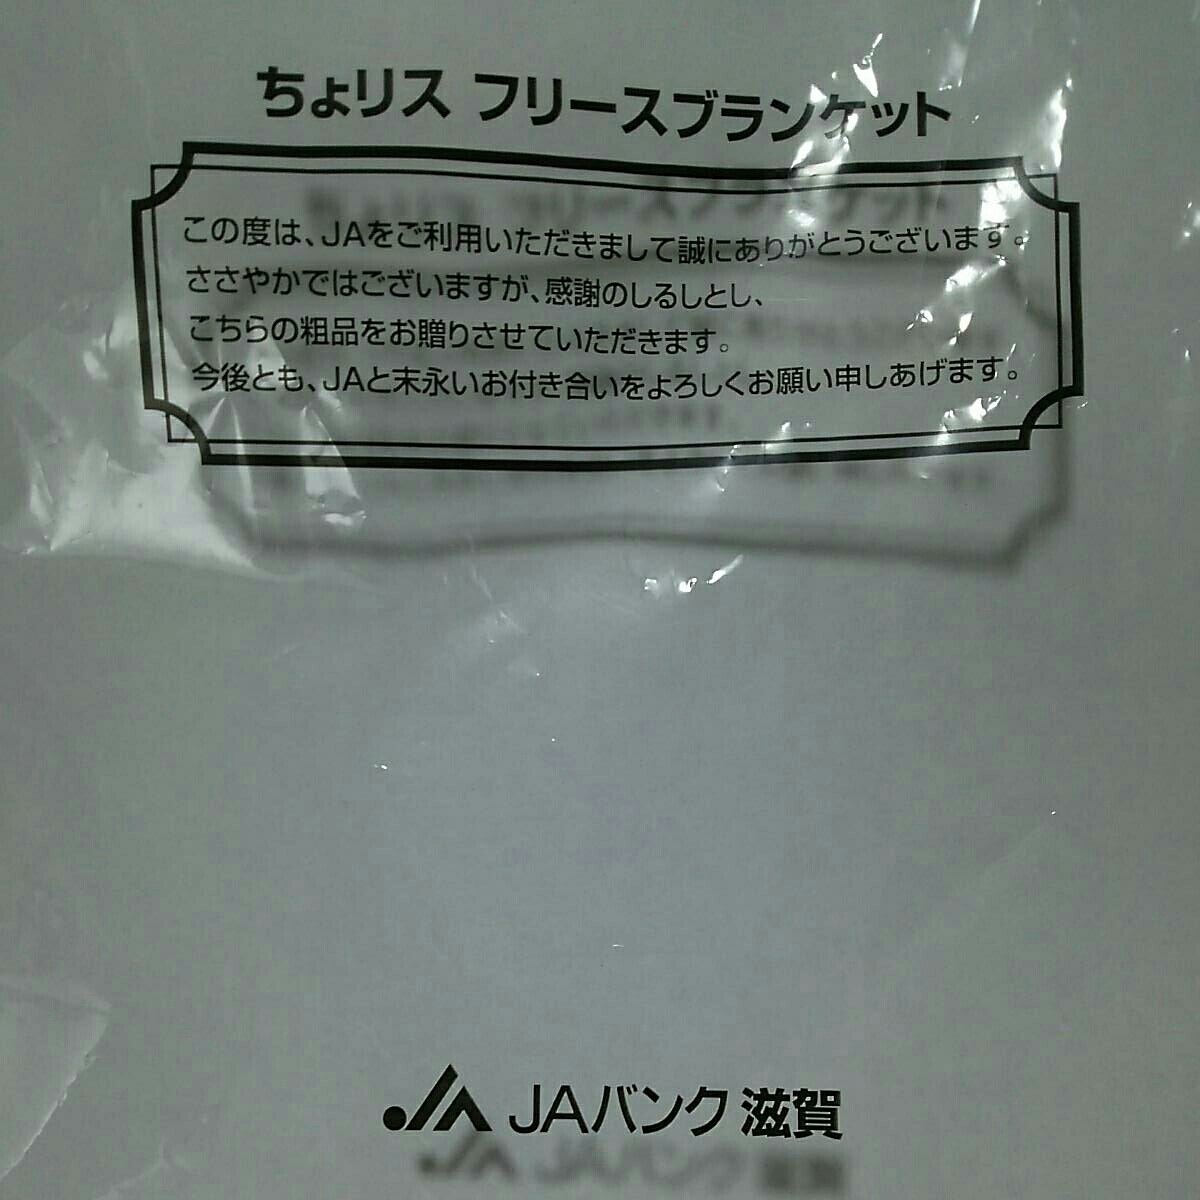 ちょリス フリースブランケット
この度は、JAをご利用いただきまして誠にありがとうございます。
ささやかではございますが、感謝のしるしとし、
こちらの粗品をお贈りさせていただきます。
今後とも、JAと末永いお付き合いをよろしくお願い申しあげます。
JA JAバンク 滋賀